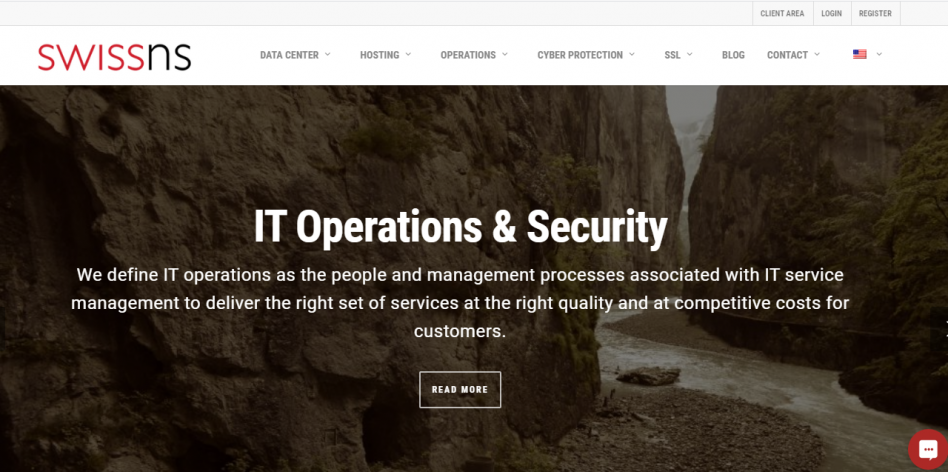 CLIENT AREA LOGIN REGISTER
SWISSNS
DATA CENTER HOSTING OPERATIONS CYBER PROTECTION SSL BLOG CONTACT
IT Operations & Security
We define IT operations as the people and management processes associated with IT service
management to deliver the right set of services at the right quality and at competitive costs for
customers.
READ MORE